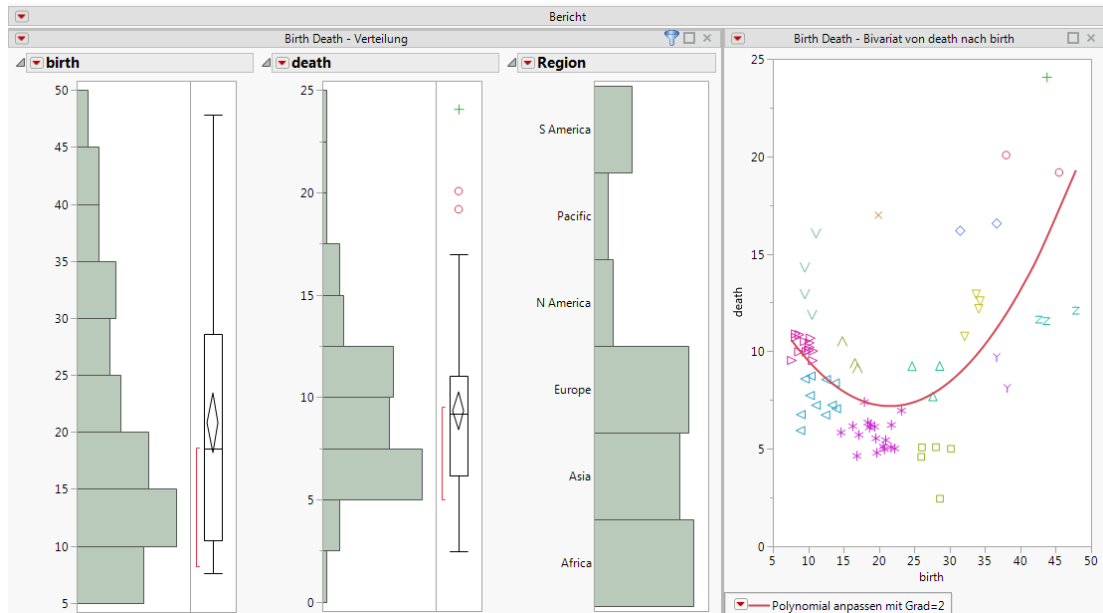 Bericht
Birth Death - Verteilung
birth
50
45
40
35
30
25
20
15
10
5
death
25
20
15
10
5
0
Region
S America
Pacific
N America
Europe
Asia
Africa
Birth Death - Bivariat von death nach birth
death
25
20
15
10
5
0
5 10 15 20 25 30 35 40 45 50
birth
Polynomial anpassen mit Grad=2